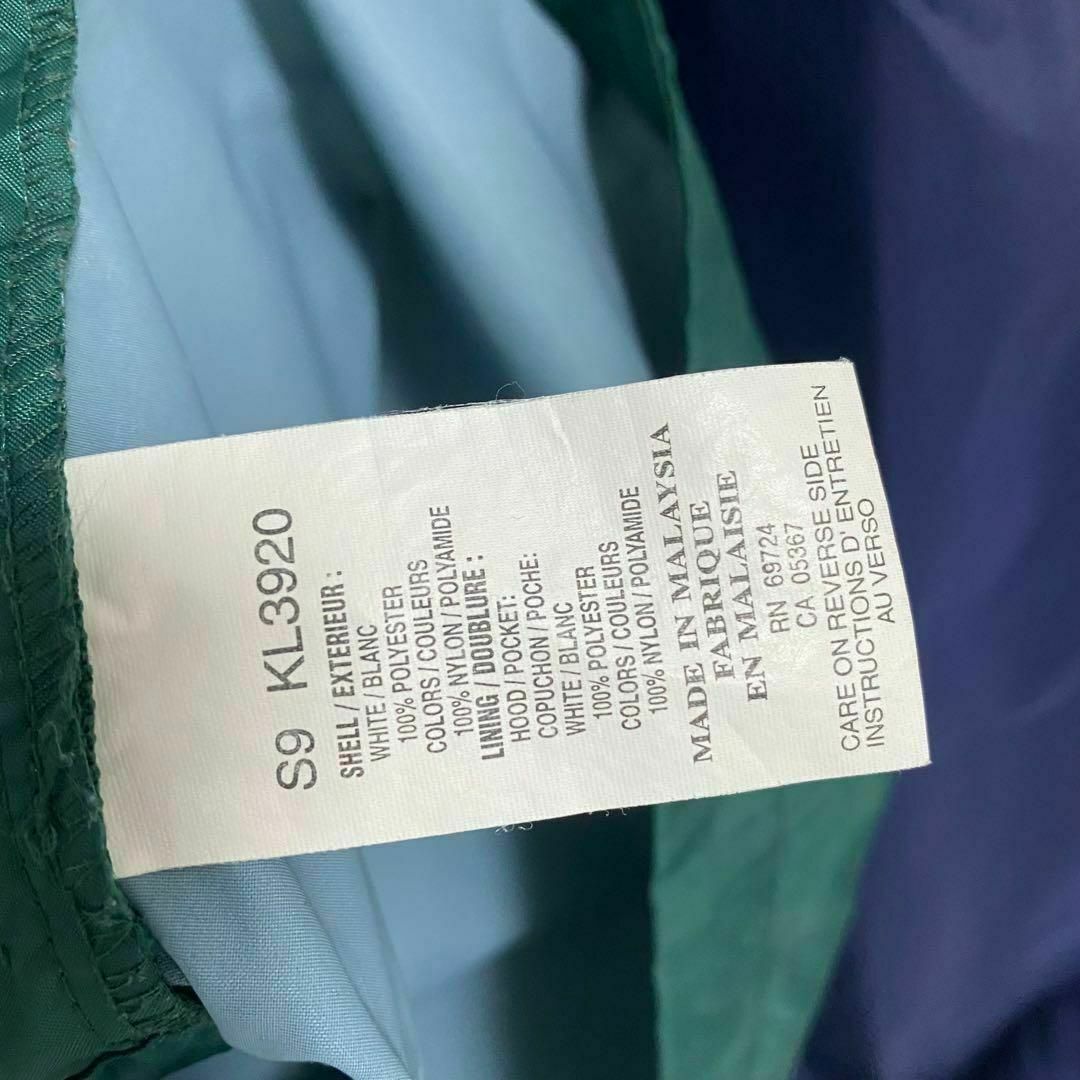 S9 KL3920
SHELL / EXTERIEUR :
WHITE / BLANC
100% POLYESTER
COLORS / COULEURS
100% NYLON / POLYAMIDE
LINING / DOUBLURE :
HOOD / POCKET:
COPUCHON / POCHE:
WHITE / BLANC
100% POLYESTER
COLORS / COULEURS
100% NYLON / POLYAMIDE
MADE IN MALAYSIA
FABRIQUE
EN MALAISIE
RN 69724
CA 05367
CARE ON REVERSE SIDE
INSTRUCTIONS D' ENTRETIEN
AU VERSO